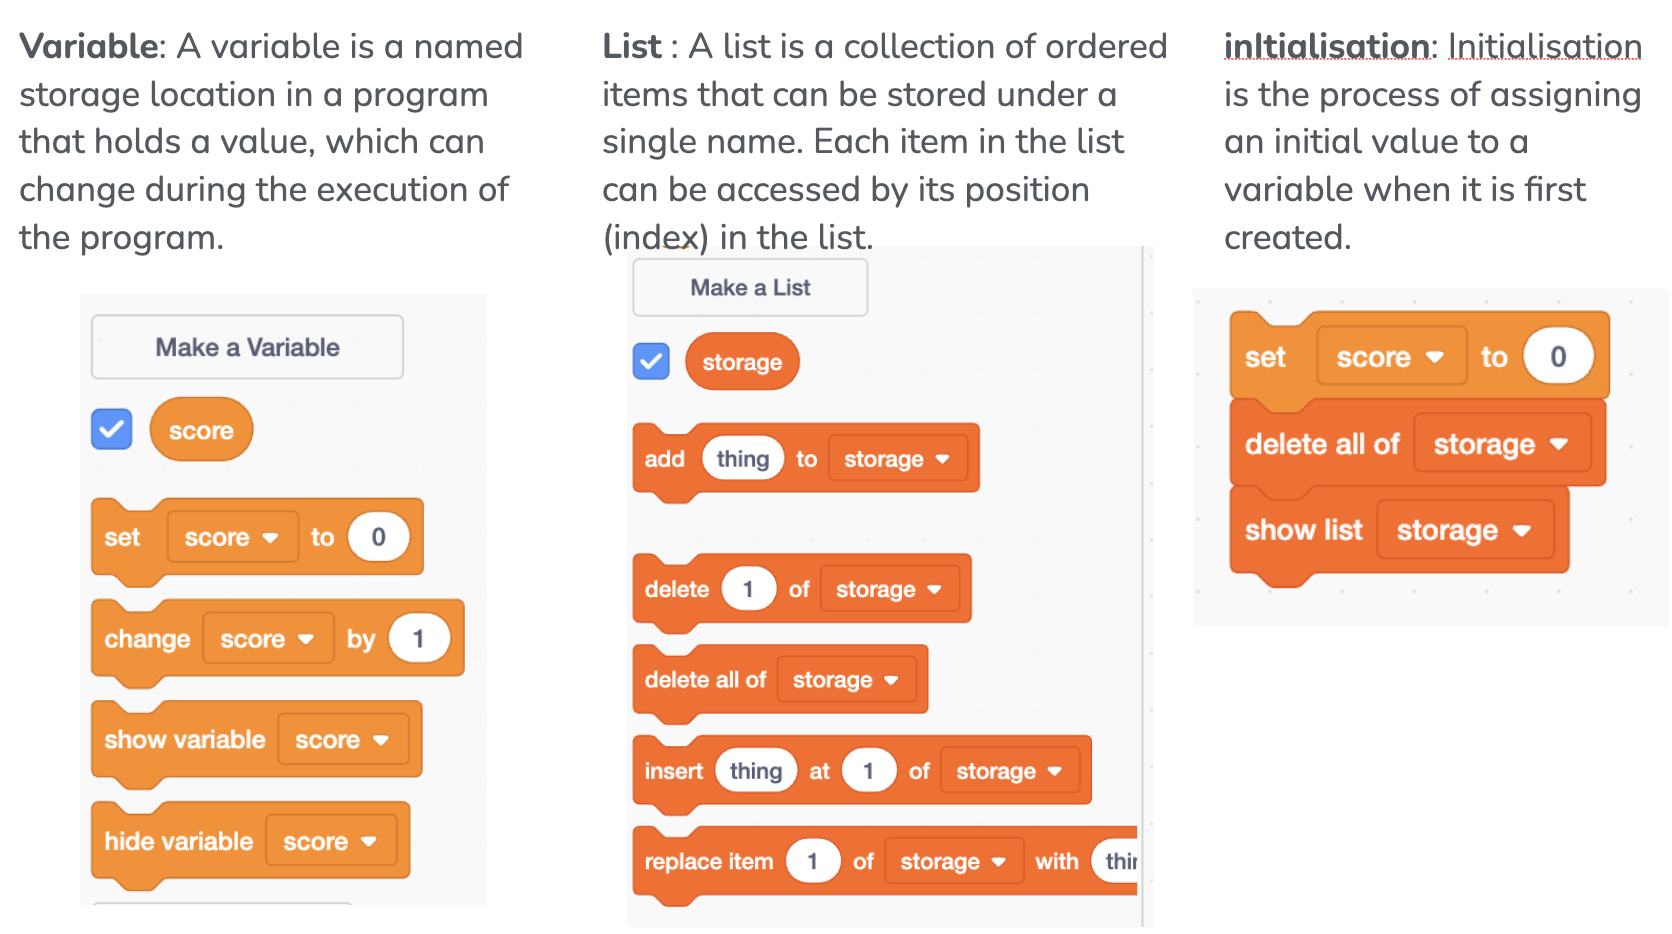 Variable: A variable is a named
storage location in a program
that holds a value, which can
change during the execution of
the program.
Make a Variable
score
set score to 0
change score by 1
show variable score
hide variable score
List : A list is a collection of ordered
items that can be stored under a
single name. Each item in the list
can be accessed by its position
(index) in the list.
Make a List
storage
add thing to storage
delete 1 of storage
delete all of storage
insert thing at 1 of storage
replace item 1 of storage with
inItialisation: Initialisation
is the process of assigning
an initial value to a
variable when it is first
created.
set score to 0
delete all of storage
show list storage